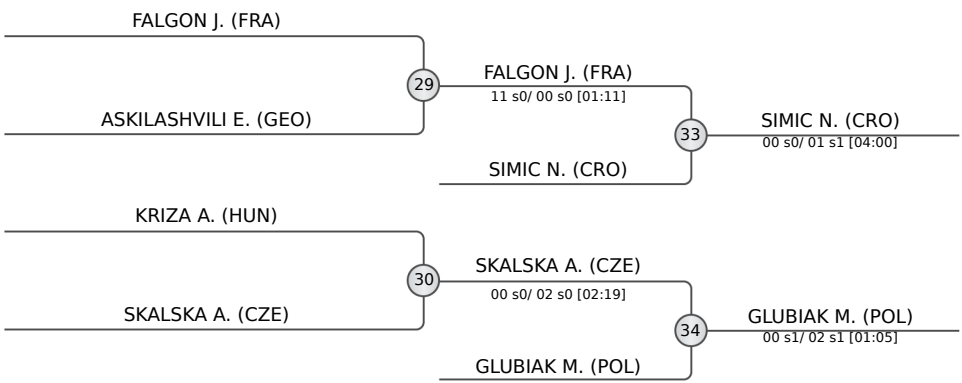 FALGON J. (FRA)
29
ASKILASHVILI E. (GEO)
FALGON J. (FRA)
11 s0/ 00 s0 [01:11]
33
SIMIC N. (CRO)
SIMIC N. (CRO)
00 s0/ 01 s1 [04:00]
KRIZA A. (HUN)
30
SKALSKA A. (CZE)
SKALSKA A. (CZE)
00 s0/ 02 s0 [02:19]
34
GLUBIAK M. (POL)
GLUBIAK M. (POL)
00 s1/ 02 s1 [01:05]